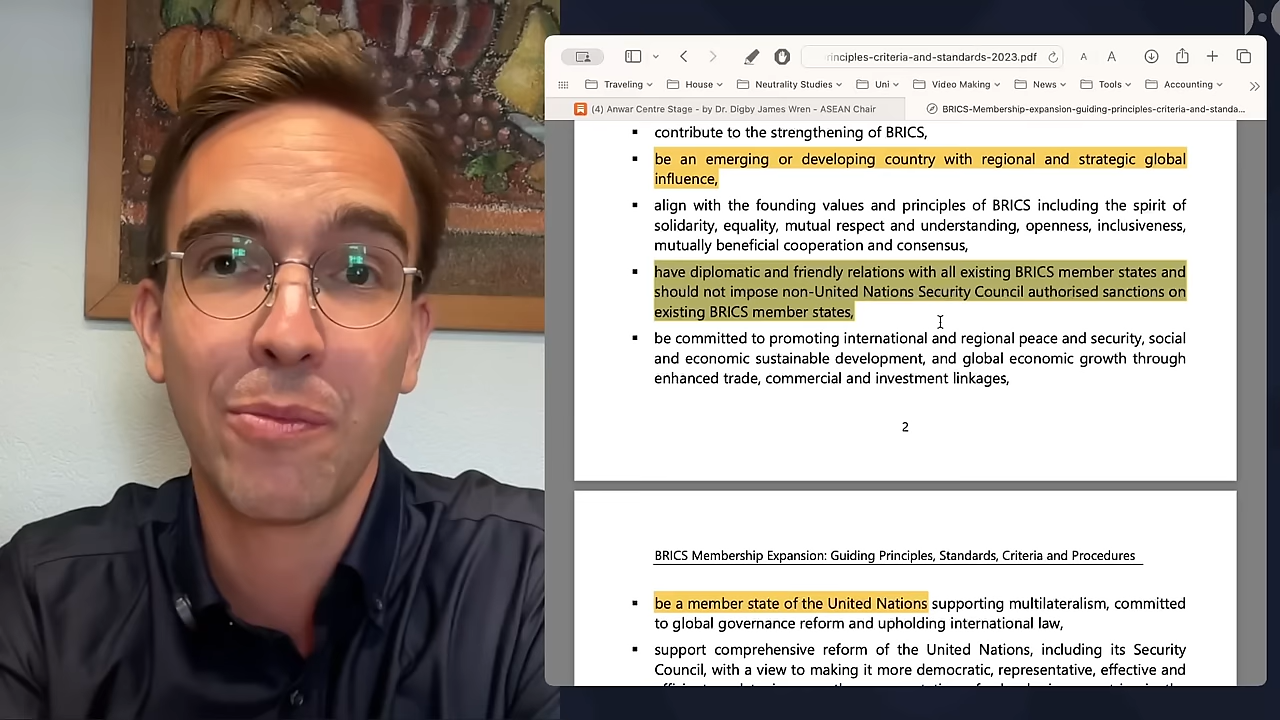 inciples-criteria-and-standards-2023.pdf
A A
Traveling House Neutrality Studies Uni Video Making News Tools Accounting
(4) Anwar Centre Stage - by Dr. Digby James Wren - ASEAN Chair
BRICS-Membership-expansion-guiding-principles-criteria-and-standa...
contribute to the strengthening of BRICS,
be an emerging or developing country with regional and strategic global
influence,
align with the founding values and principles of BRICS including the spirit of
solidarity, equality, mutual respect and understanding, openness, inclusiveness,
mutually beneficial cooperation and consensus,
have diplomatic and friendly relations with all existing BRICS member states and
should not impose non-United Nations Security Council authorised sanctions on
existing BRICS member states,
be committed to promoting international and regional peace and security, social
and economic sustainable development, and global economic growth through
enhanced trade, commercial and investment linkages,
2
BRICS Membership Expansion: Guiding Principles, Standards, Criteria and Procedures
be a member state of the United Nations supporting multilateralism, committed
to global governance reform and upholding international law,
support comprehensive reform of the United Nations, including its Security
Council, with a view to making it more democratic, representative, effective and